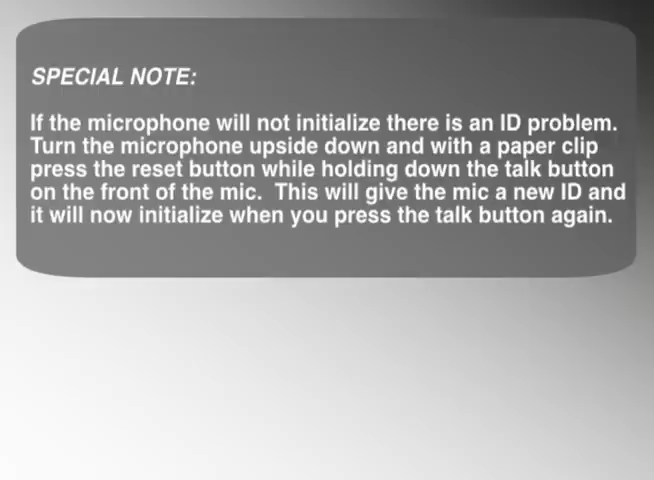 SPECIAL NOTE:
If the microphone will not initialize there is an ID problem.
Turn the microphone upside down and with a paper clip
press the reset button while holding down the talk button
on the front of the mic.  This will give the mic a new ID and
it will now initialize when you press the talk button again.